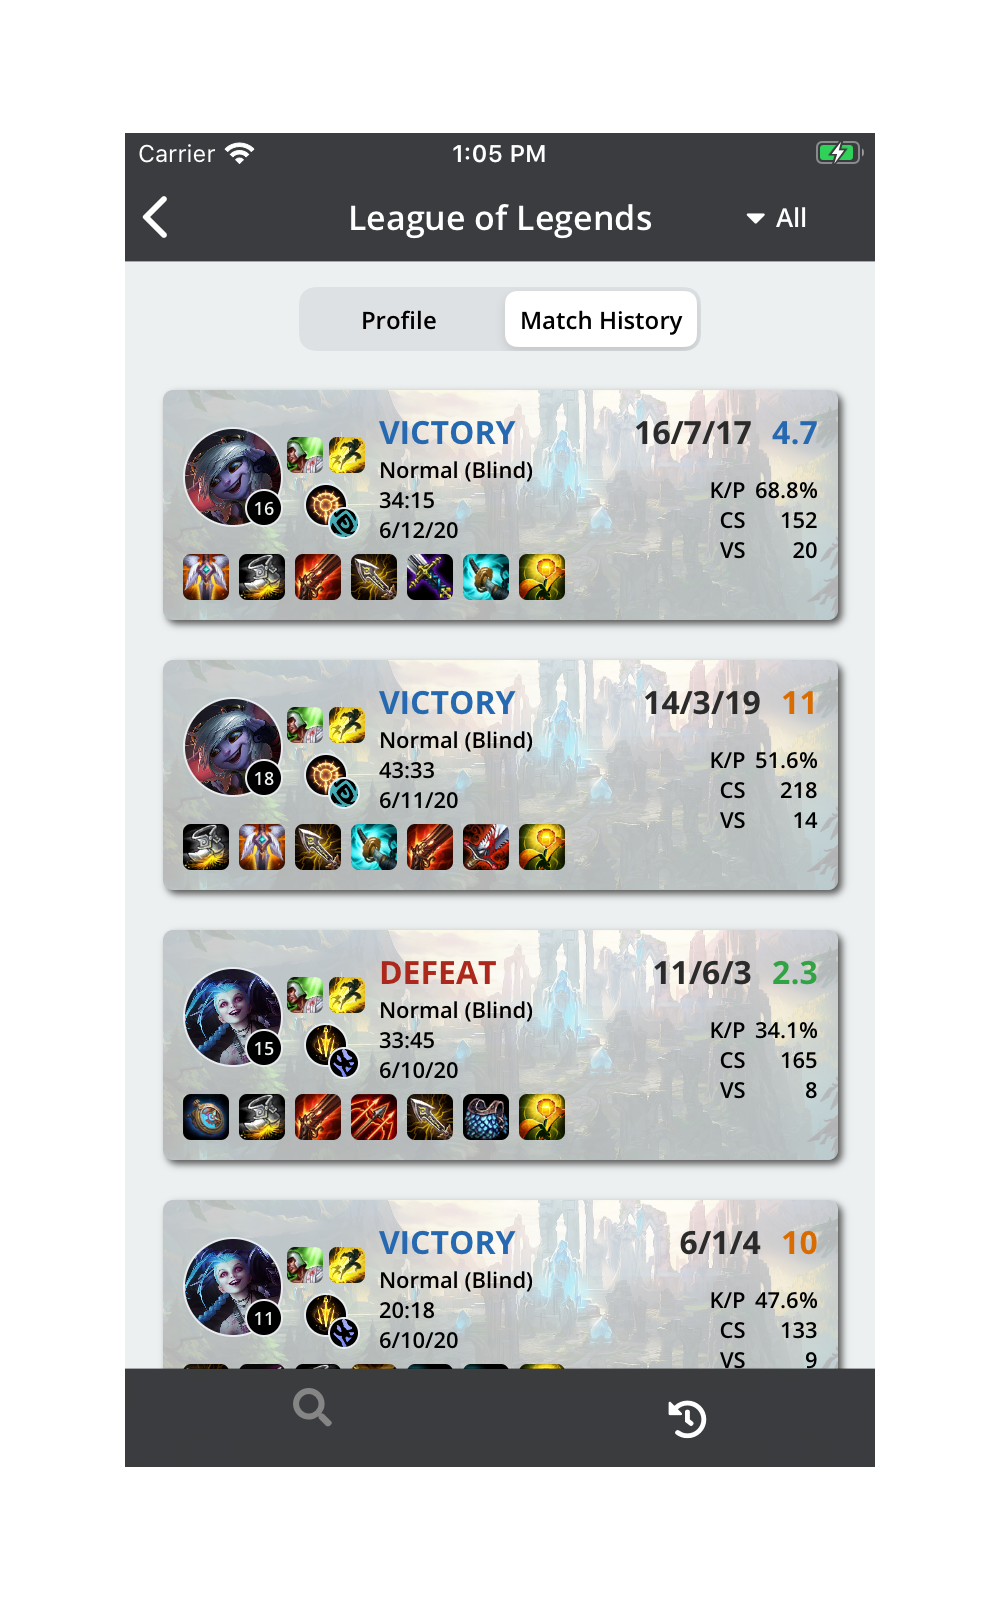 Carrier 1:05 PM
League of Legends All
Profile Match History
VICTORY 16/7/17 4.7
Normal (Blind)
K/P 68.8%
34:15
CS 152
6/12/20
VS 20
16
VICTORY 14/3/19 11
Normal (Blind)
K/P 51.6%
43:33
CS 218
6/11/20
VS 14
18
DEFEAT 11/6/3 2.3
Normal (Blind)
K/P 34.1%
33:45
CS 165
6/10/20
VS 8
15
VICTORY 6/1/4 10
Normal (Blind)
K/P 47.6%
20:18
CS 133
6/10/20
VS 9
11